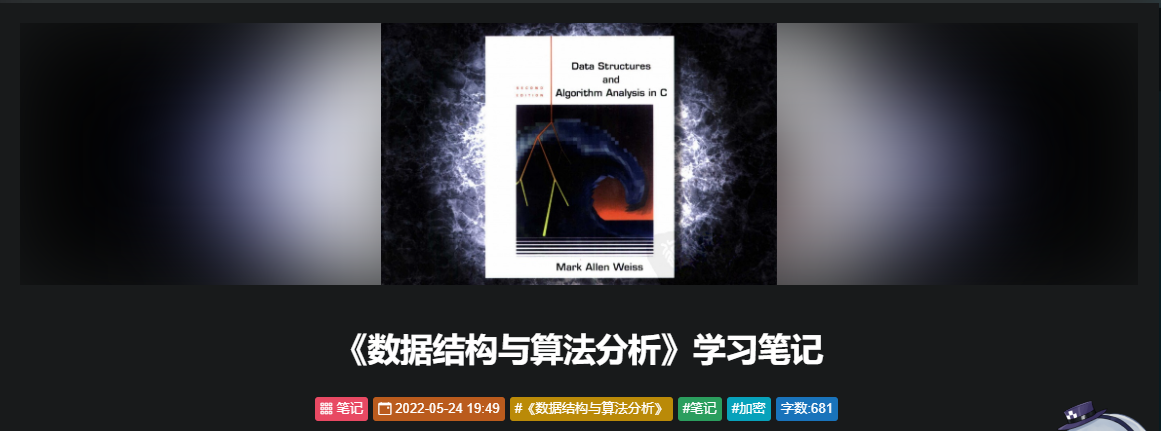 Data Structures
and
Algorithm Analysis in C
SECOND
EDITION
Mark Allen Weiss
《数据结构与算法分析》学习笔记
笔记 2022-05-24 19:49 #《数据结构与算法分析》 #笔记 #加密 字数:681